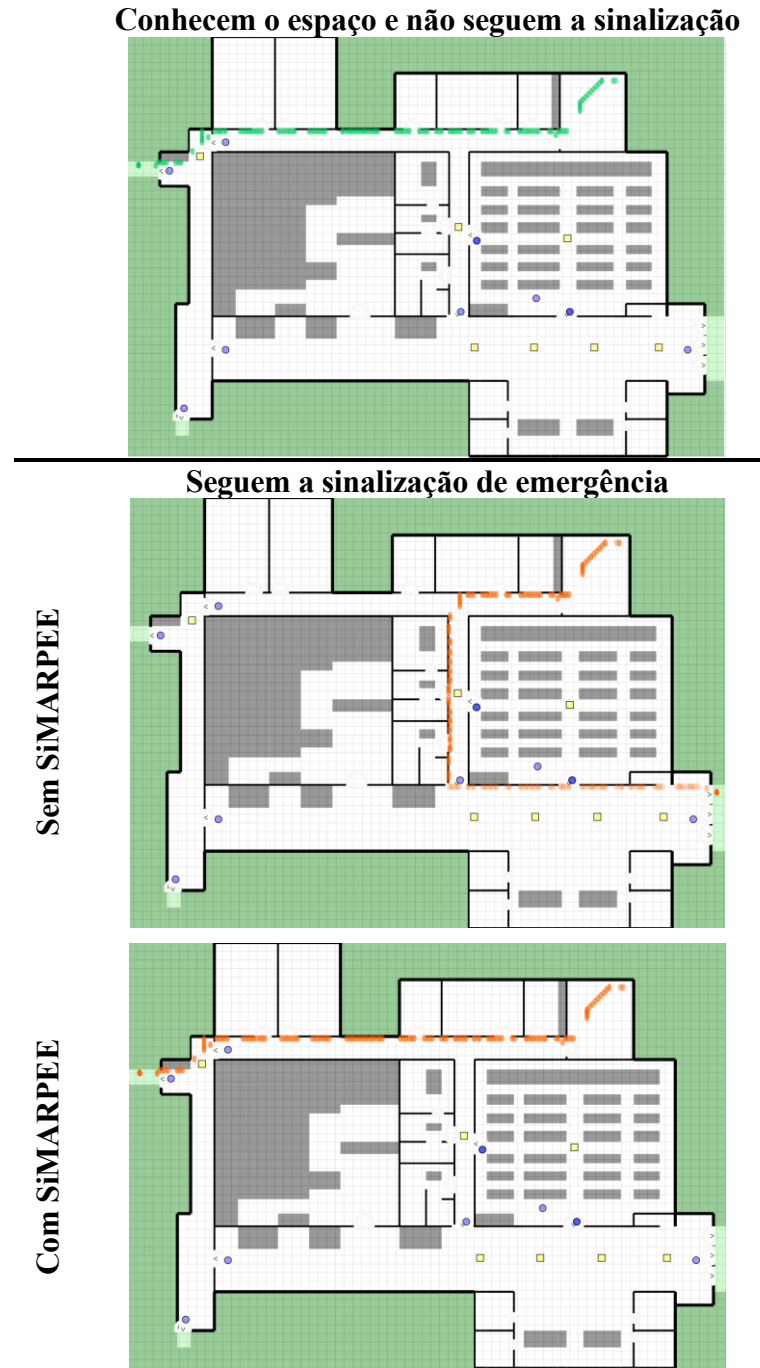 Conhecem o espaço e não seguem a sinalização
Seguem a sinalização de emergência
Sem SiMARPEE
Com SiMARPEE